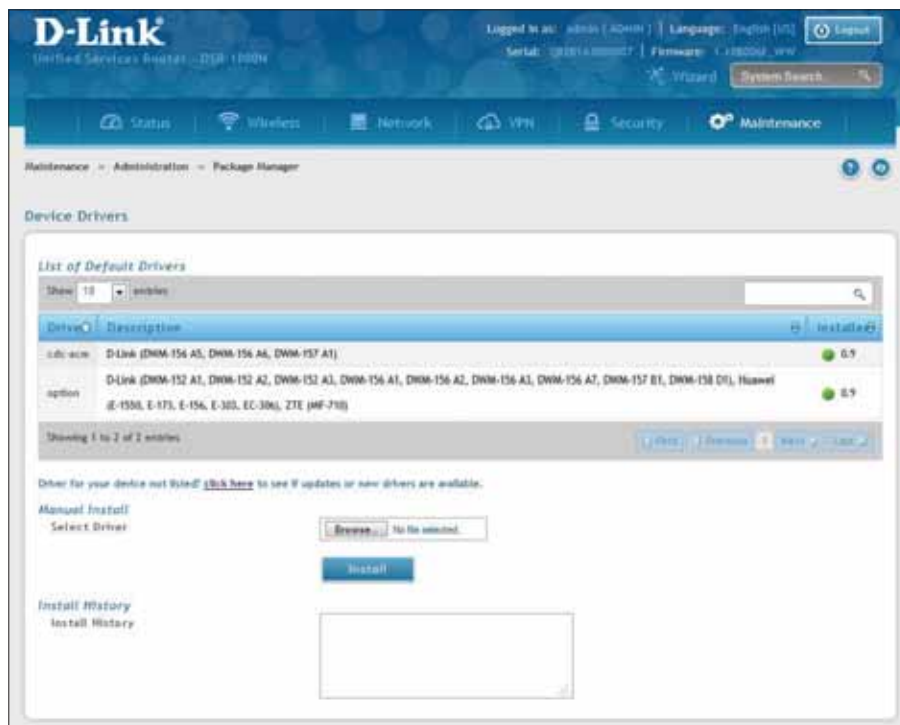 D-Link
Unified Services Router - DSR-1000N
Logged in as: admin [ADMIN] | Language: English [US]
Logout
Serial: | Firmware:
Wizard
System Search
Status
Wireless
Network
VPN
Security
Maintenance
Maintenance » Administration » Package Manager
Device Drivers
List of Default Drivers
Show 10 entries
Driver Description Installed
cdc-acm D-Link (DWM-156 A5, DWM-156 A6, DWM-157 A1) 0.9
option D-Link (DWM-152 A1, DWM-152 A2, DWM-152 A3, DWM-156 A1, DWM-156 A2, DWM-156 A3, DWM-156 A7, DWM-157 B1, DWM-158 D1), Huawei
(E-1550, E-173, E-156, E-303, EC-306), ZTE (MF-710) 0.9
Showing 1 to 2 of 2 entries
First Previous 1 Next Last
Driver for your device not listed? click here to see if updates or new drivers are available.
Manual Install
Select Driver
Browse... No file selected.
Install
Install History
Install History